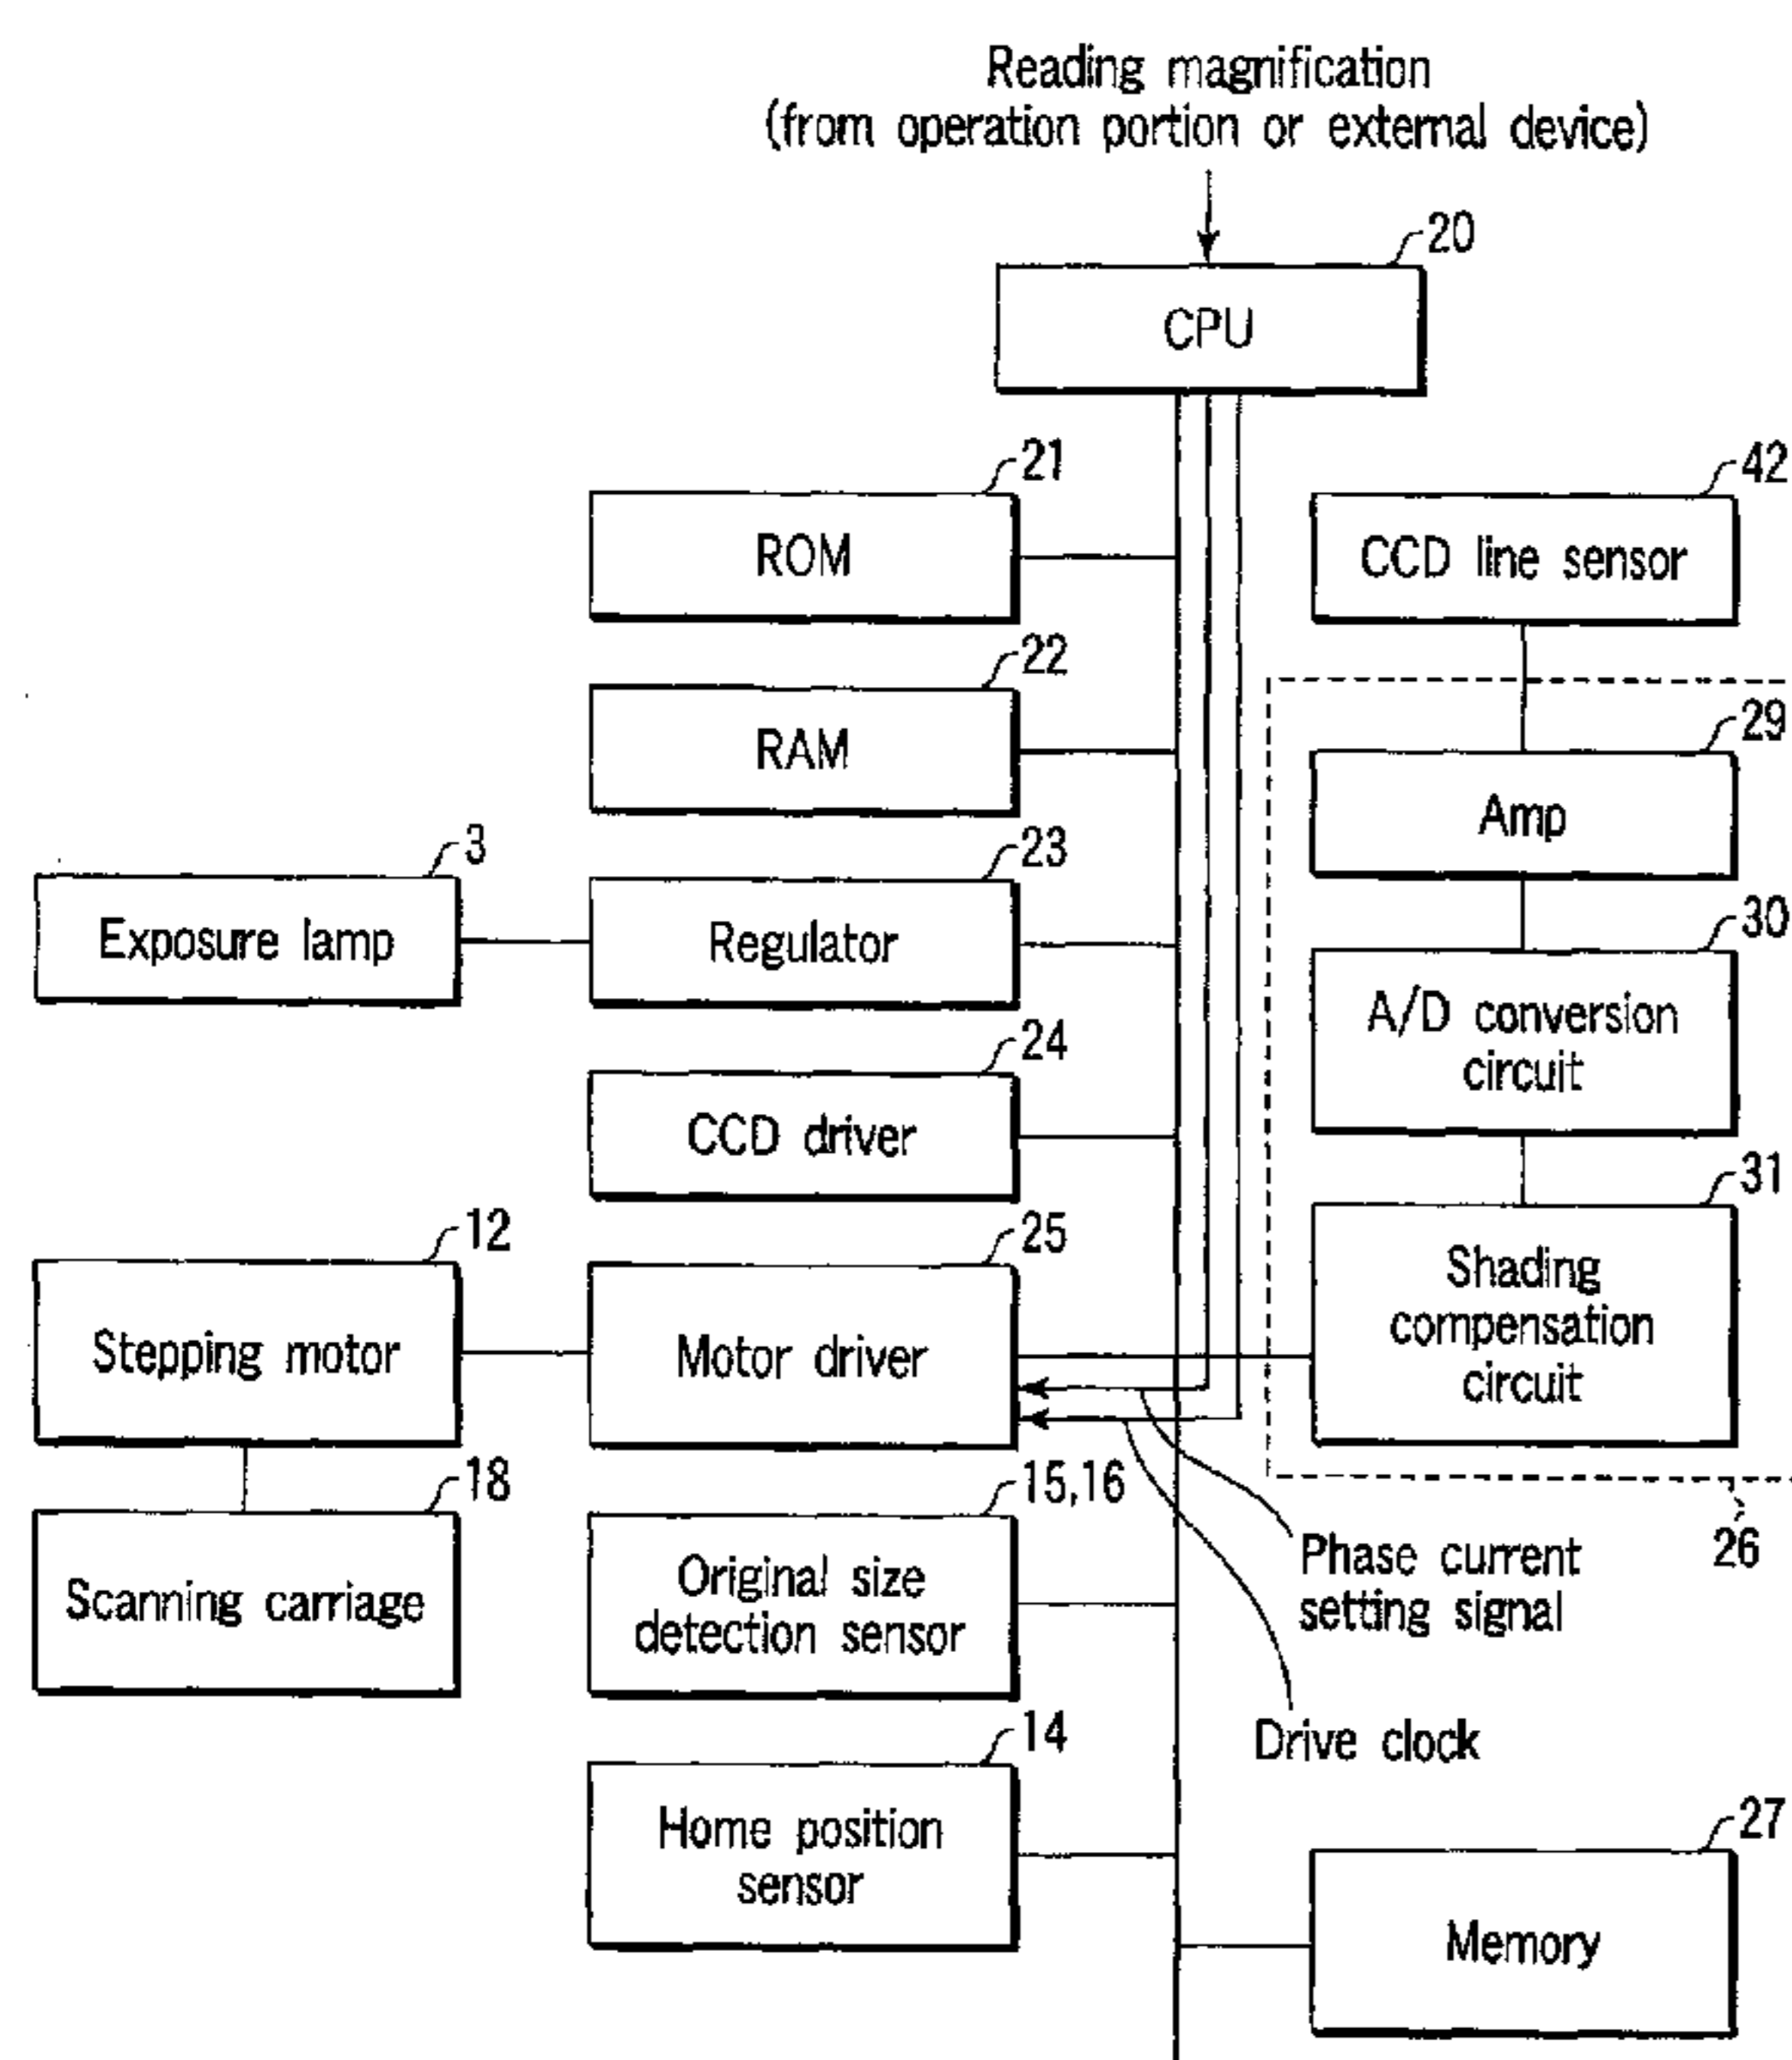 Reading magnification
(from operation portion or external device)
20
CPU
21
ROM
42
CCD line sensor
22
RAM
29
Amp
3
Exposure lamp
23
Regulator
30
A/D conversion
circuit
24
CCD driver
31
Shading
compensation
circuit
12
Stepping motor
25
Motor driver
18
Scanning carriage
15,16
Original size
detection sensor
Phase current
setting signal
26
Drive clock
14
Home position
sensor
27
Memory